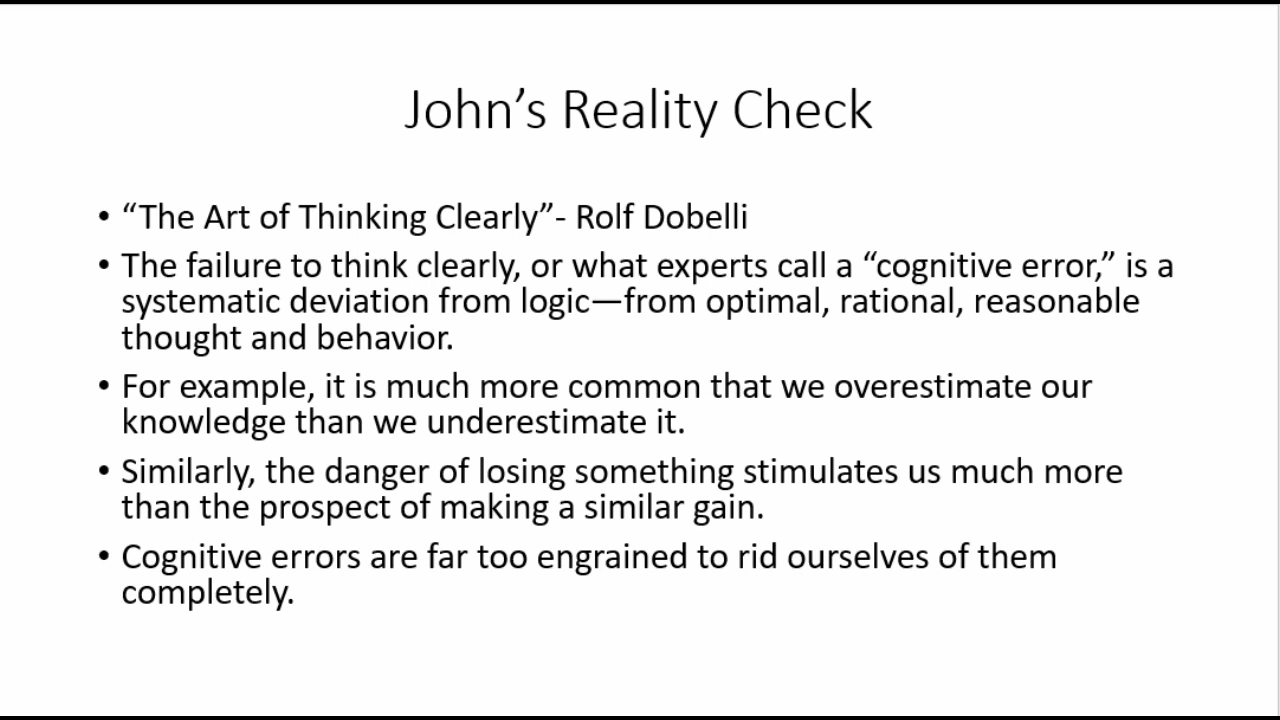 John’s Reality Check
• “The Art of Thinking Clearly”- Rolf Dobelli
• The failure to think clearly, or what experts call a “cognitive error,” is a
systematic deviation from logic—from optimal, rational, reasonable
thought and behavior.
• For example, it is much more common that we overestimate our
knowledge than we underestimate it.
• Similarly, the danger of losing something stimulates us much more
than the prospect of making a similar gain.
• Cognitive errors are far too engrained to rid ourselves of them
completely.